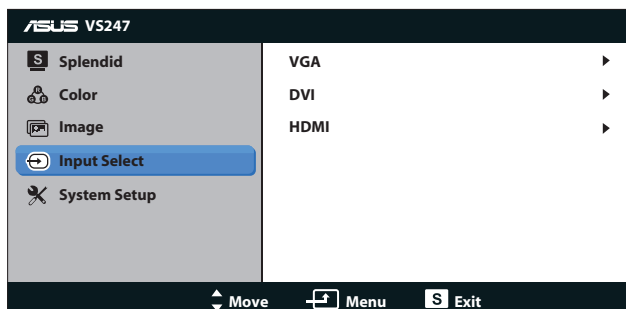 ASUS VS247
S Splendid
R G B Color
Image
Input Select
System Setup
VGA
DVI
HDMI
Move Menu S Exit